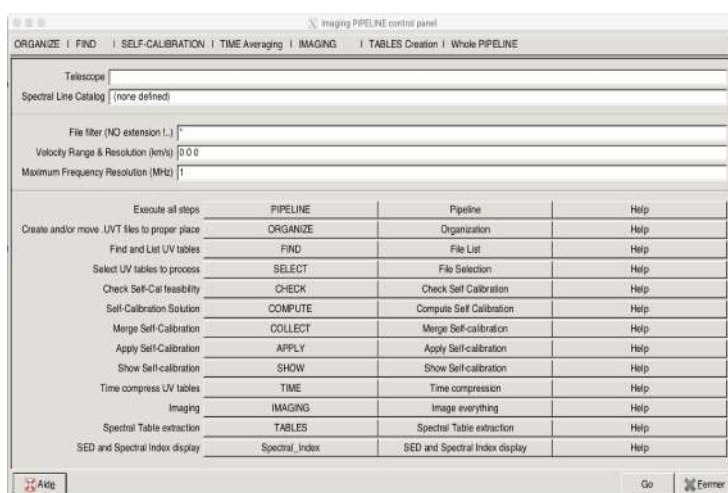 Imaging PIPELINE control panel
ORGANIZE | FIND | SELF-CALIBRATION | TIME Averaging | IMAGING | TABLES Creation | Whole PIPELINE
Telescope
Spectral Line Catalog (none defined)
File filter (NO extension !..) *
Velocity Range & Resolution (km/s) 0 0 0
Maximum Frequency Resolution (MHz) 1
Execute all steps PIPELINE Pipeline Help
Create and/or move .UVT files to proper place ORGANIZE Organization Help
Find and List UV tables FIND File List Help
Select UV tables to process SELECT File Selection Help
Check Self-Cal feasibility CHECK Check Self Calibration Help
Self-Calibration Solution COMPUTE Compute Self Calibration Help
Merge Self-Calibration COLLECT Merge Self-calibration Help
Apply Self-Calibration APPLY Apply Self-calibration Help
Show Self-calibration SHOW Show Self-calibration Help
Time compress UV tables TIME Time compression Help
Imaging IMAGING Image everything Help
Spectral Table extraction TABLES Spectral Table extraction Help
SED and Spectral Index display Spectral_Index SED and Spectral Index display Help
Aide Go Fermer